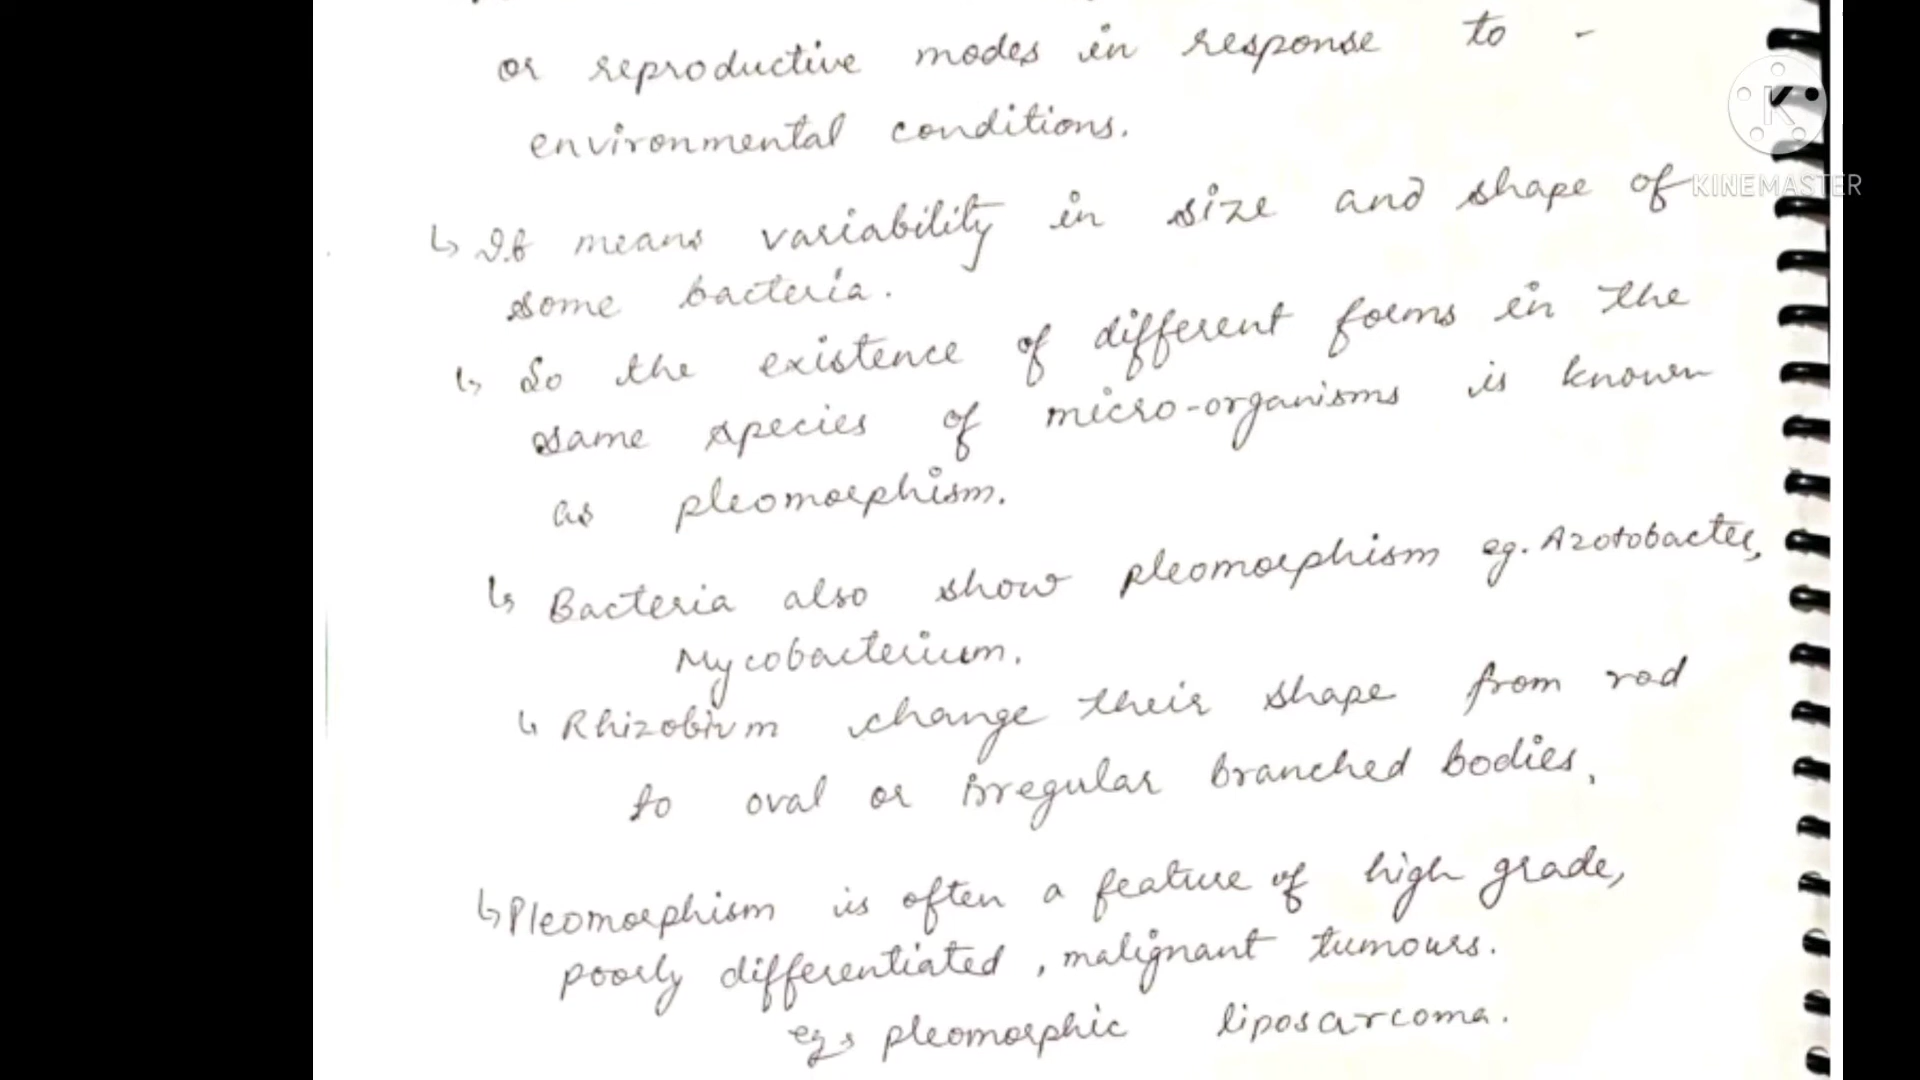 or reproductive modes in response to -
environmental conditions.
KINEMASTER
↳ It means variability in size and shape of
some bacteria.
↳ So the existence of different forms in the
same species of micro-organisms is known
as pleomorphism.
↳ Bacteria also show pleomorphism eg. Azotobacter,
Mycobacterium.
↳ Rhizobium change their shape from rod
to oval or irregular branched bodies.
↳ Pleomorphism is often a feature of high grade,
poorly differentiated, malignant tumours.
eg, pleomorphic liposarcoma.